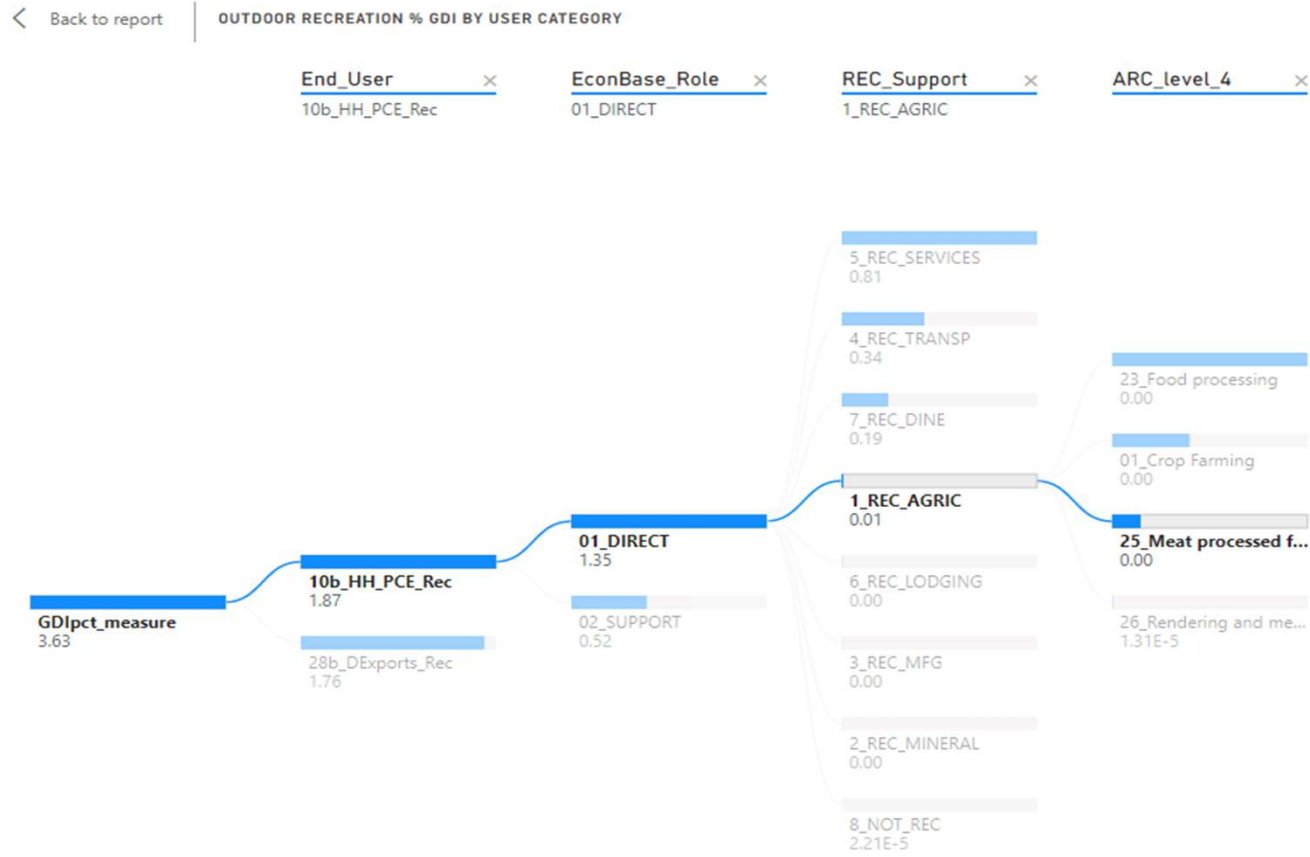 Back to report
OUTDOOR RECREATION % GDI BY USER CATEGORY
End_User ×
10b_HH_PCE_Rec
EconBase_Role ×
01_DIRECT
REC_Support ×
1_REC_AGRIC
ARC_level_4 ×
GDIpct_measure
3.63
10b_HH_PCE_Rec
1.87
28b_DExports_Rec
1.76
01_DIRECT
1.35
02_SUPPORT
0.52
5_REC_SERVICES
0.81
4_REC_TRANSP
0.34
7_REC_DINE
0.19
1_REC_AGRIC
0.01
6_REC_LODGING
0.00
3_REC_MFG
0.00
2_REC_MINERAL
0.00
8_NOT_REC
2.21E-5
23_Food processing
0.00
01_Crop Farming
0.00
25_Meat processed f...
0.00
26_Rendering and me...
1.31E-5